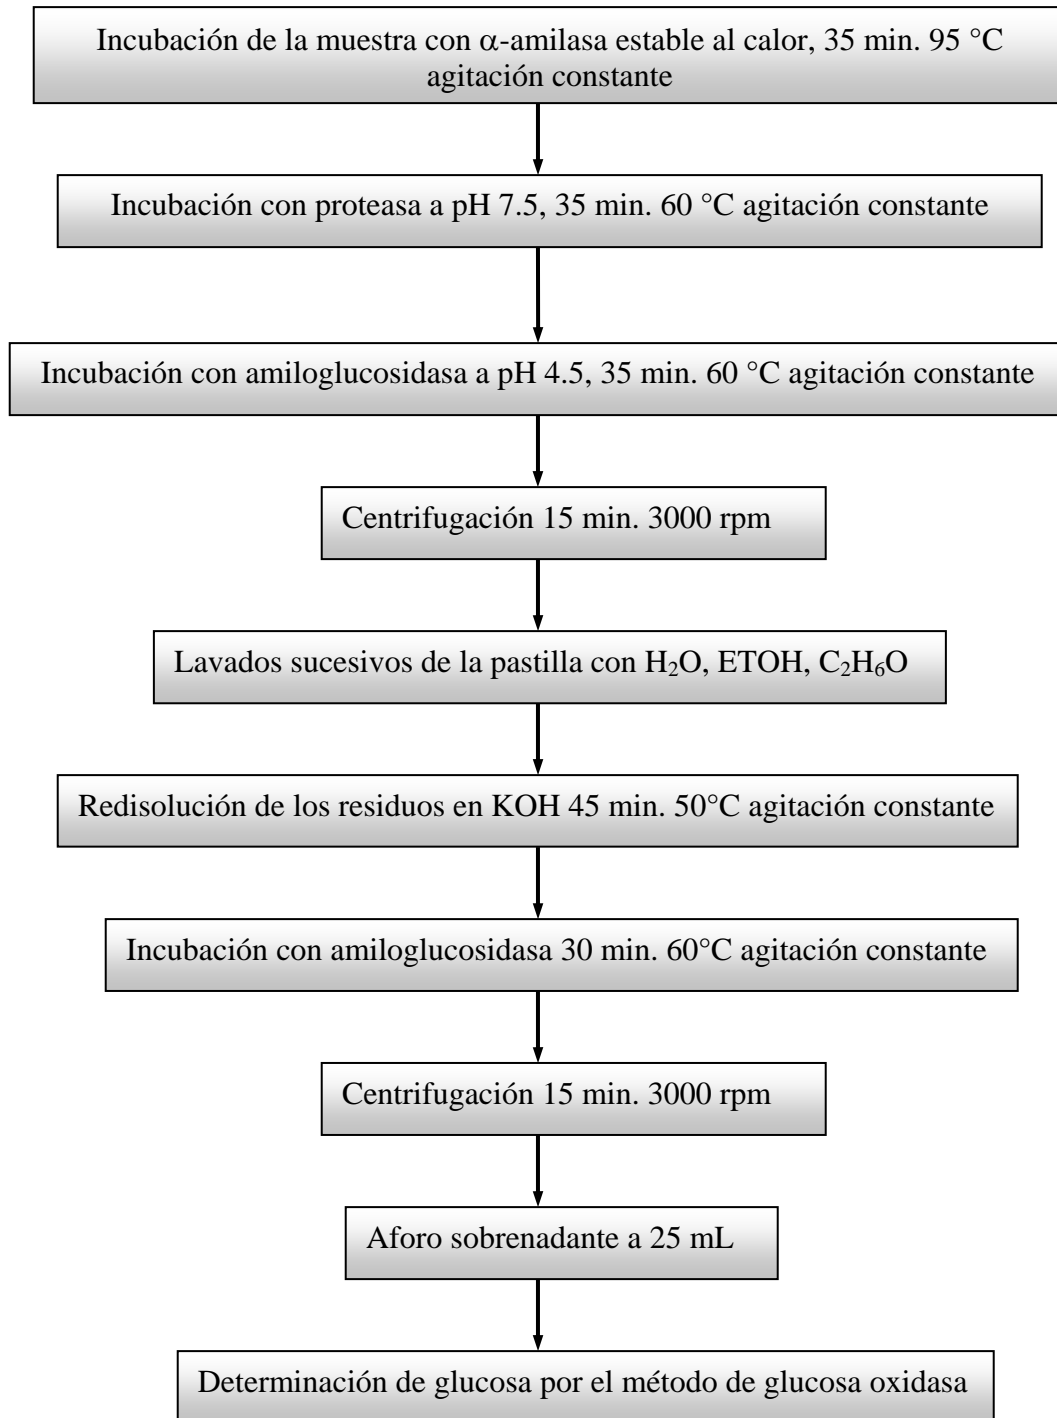 Incubación de la muestra con α-amilasa estable al calor, 35 min. 95 °C
agitación constante
Incubación con proteasa a pH 7.5, 35 min. 60 °C agitación constante
Incubación con amiloglucosidasa a pH 4.5, 35 min. 60 °C agitación constante
Centrifugación 15 min. 3000 rpm
Lavados sucesivos de la pastilla con H₂O, ETOH, C₂H₆O
Redisolución de los residuos en KOH 45 min. 50°C agitación constante
Incubación con amiloglucosidasa 30 min. 60°C agitación constante
Centrifugación 15 min. 3000 rpm
Aforo sobrenadante a 25 mL
Determinación de glucosa por el método de glucosa oxidasa